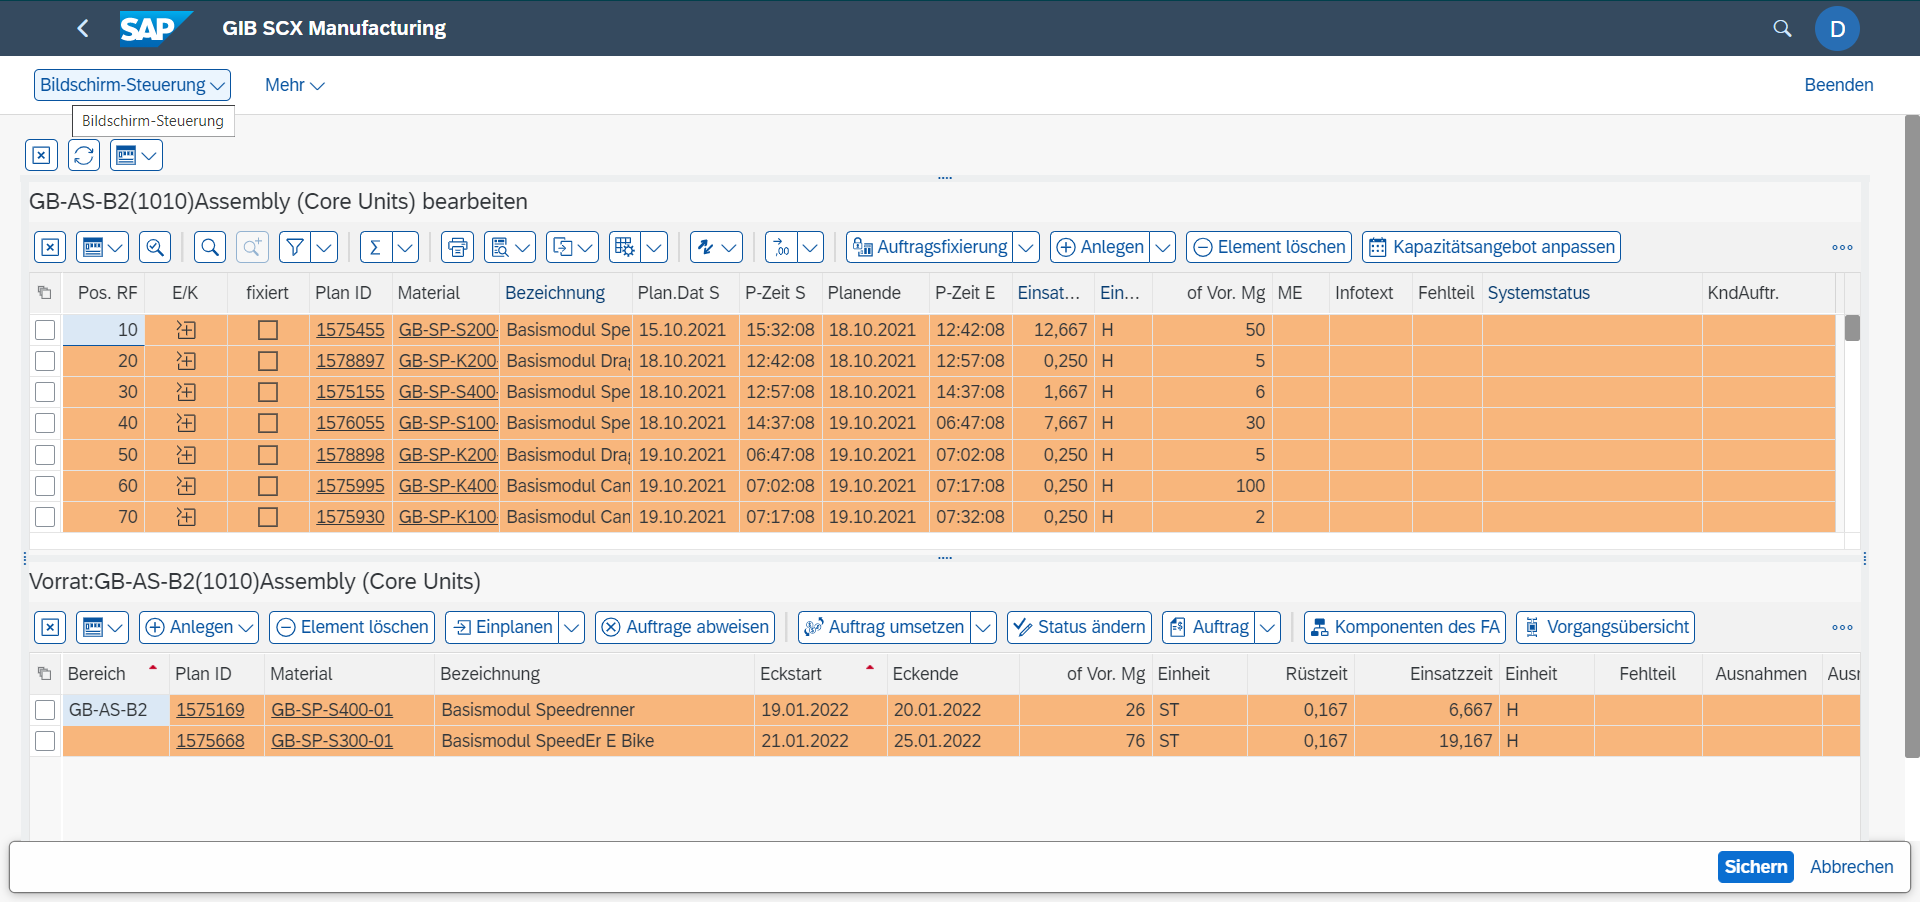 SAP GIB SCX Manufacturing D
Bildschirm-Steuerung Mehr Beenden
Bildschirm-Steuerung
GB-AS-B2(1010)Assembly (Core Units) bearbeiten
Auftragsfixierung Anlegen Element löschen Kapazitätsangebot anpassen
Pos. RF E/K fixiert Plan ID Material Bezeichnung Plan.Dat S P-Zeit S Planende P-Zeit E Einsat... Ein... of Vor. Mg ME Infotext Fehlteil Systemstatus KndAuftr.
10 1575455 GB-SP-S200- Basismodul Spe 15.10.2021 15:32:08 18.10.2021 12:42:08 12,667 H 50
20 1578897 GB-SP-K200- Basismodul Drag 18.10.2021 12:42:08 18.10.2021 12:57:08 0,250 H 5
30 1575155 GB-SP-S400- Basismodul Spe 18.10.2021 12:57:08 18.10.2021 14:37:08 1,667 H 6
40 1576055 GB-SP-S100- Basismodul Spe 18.10.2021 14:37:08 19.10.2021 06:47:08 7,667 H 30
50 1578898 GB-SP-K200- Basismodul Drag 19.10.2021 06:47:08 19.10.2021 07:02:08 0,250 H 5
60 1575995 GB-SP-K400- Basismodul Can 19.10.2021 07:02:08 19.10.2021 07:17:08 0,250 H 100
70 1575930 GB-SP-K100- Basismodul Can 19.10.2021 07:17:08 19.10.2021 07:32:08 0,250 H 2
Vorrat:GB-AS-B2(1010)Assembly (Core Units)
Anlegen Element löschen Einplanen Auftrage abweisen Auftrag umsetzen Status ändern Auftrag Komponenten des FA Vorgangsübersicht
Bereich Plan ID Material Bezeichnung Eckstart Eckende of Vor. Mg Einheit Rüstzeit Einsatzzeit Einheit Fehlteil Ausnahmen Ausn
GB-AS-B2 1575169 GB-SP-S400-01 Basismodul Speedrenner 19.01.2022 20.01.2022 26 ST 0,167 6,667 H
1575668 GB-SP-S300-01 Basismodul SpeedEr E Bike 21.01.2022 25.01.2022 76 ST 0,167 19,167 H
Sichern Abbrechen